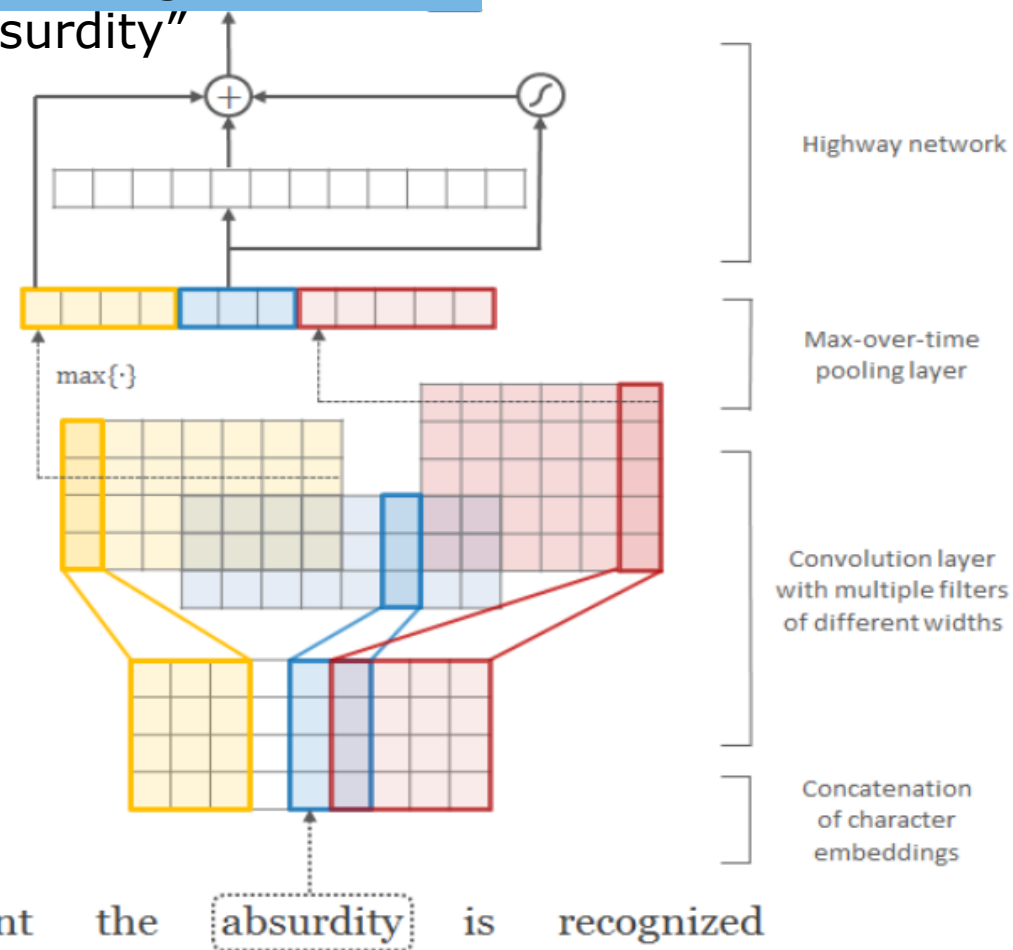 surdity”
+
Highway network
Max-over-time
pooling layer
max{·}
Convolution layer
with multiple filters
of different widths
Concatenation
of character
embeddings
nt the absurdity is recognized